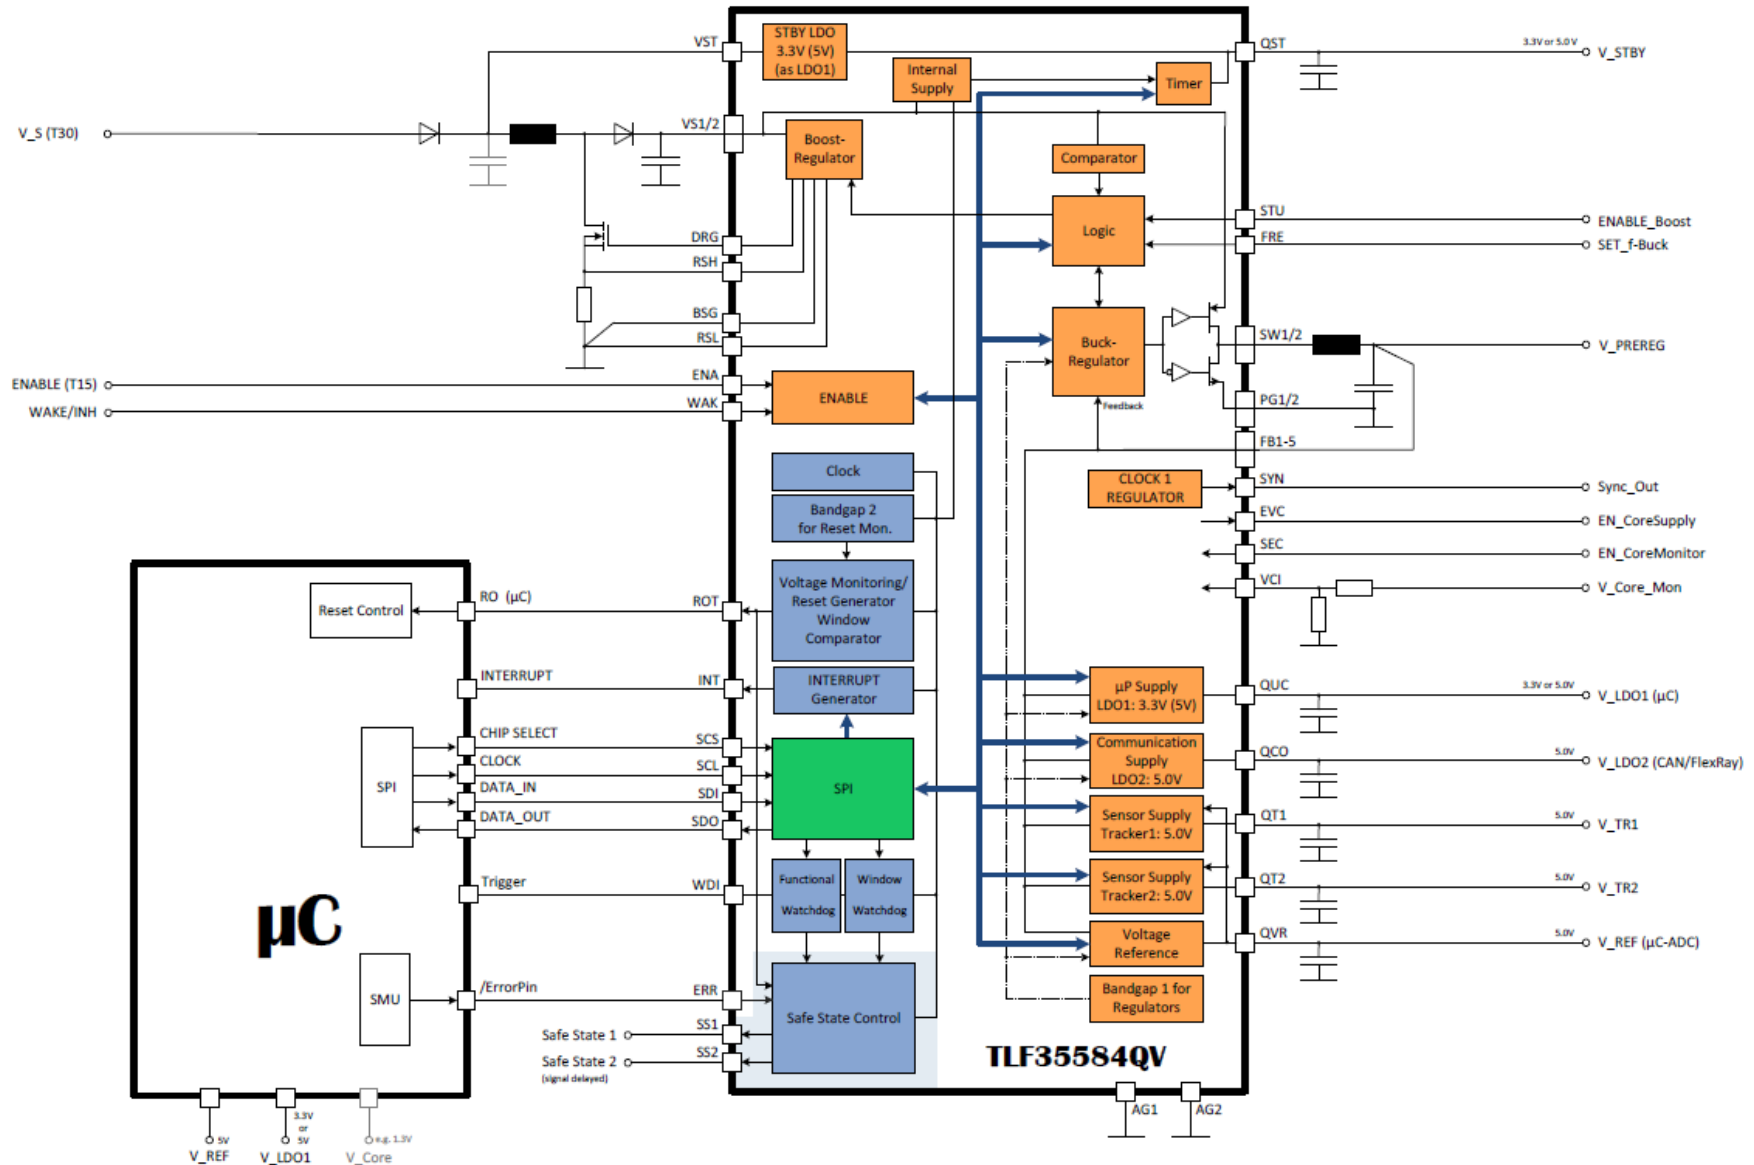 STBY LDO
3.3V (5V)
(as LDO1)
VST
QST
3.3V or 5.0 V
V_STBY
Internal
Supply
Timer
V_S (T30)
VS1/2
Boost-
Regulator
Comparator
Logic
STU
ENABLE_Boost
FRE
SET_f-Buck
DRG
RSH
BSG
RSL
Buck-
Regulator
Feedback
SW1/2
V_PREREG
PG1/2
FB1-5
ENABLE (T15)
ENA
WAKE/INH
WAK
ENABLE
Clock
Bandgap 2
for Reset Mon.
CLOCK 1
REGULATOR
SYN
Sync_Out
EVC
EN_CoreSupply
SEC
EN_CoreMonitor
VCI
V_Core_Mon
Voltage Monitoring/
Reset Generator
Window
Comparator
Reset Control
RO (µC)
ROT
INTERRUPT
INT
INTERRUPT
Generator
µP Supply
LDO1: 3.3V (5V)
QUC
3.3V or 5.0V
V_LDO1 (µC)
SPI
CHIP SELECT
SCS
CLOCK
SCL
DATA_IN
SDI
DATA_OUT
SDO
SPI
Communication
Supply
LDO2: 5.0V
QCO
5.0V
V_LDO2 (CAN/FlexRay)
Sensor Supply
Tracker1: 5.0V
QT1
5.0V
V_TR1
Sensor Supply
Tracker2: 5.0V
QT2
5.0V
V_TR2
Trigger
WDI
Functional
Watchdog
Window
Watchdog
Voltage
Reference
QVR
5.0V
V_REF (µC-ADC)
µC
SMU
/ErrorPin
ERR
Safe State Control
Bandgap 1 for
Regulators
Safe State 1
SS1
Safe State 2
(signal delayed)
SS2
TLF35584QV
AG1
AG2
5V
V_REF
3.3V
or
5V
V_LDO1
e.g. 1.3V
V_Core